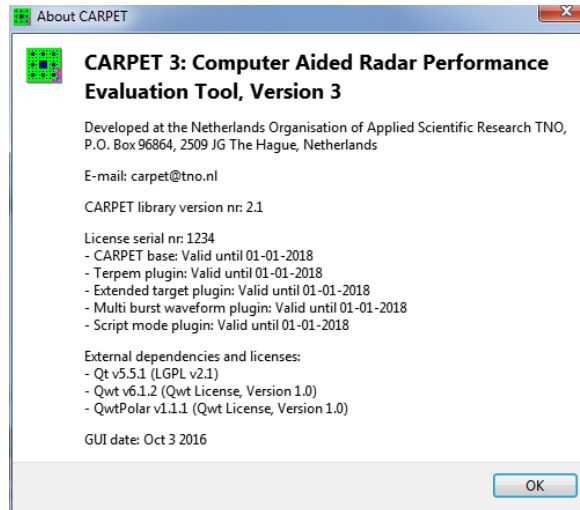 About CARPET
CARPET 3: Computer Aided Radar Performance
Evaluation Tool, Version 3
Developed at the Netherlands Organisation of Applied Scientific Research TNO,
P.O. Box 96864, 2509 JG The Hague, Netherlands
E-mail: carpet@tno.nl
CARPET library version nr: 2.1
License serial nr: 1234
- CARPET base: Valid until 01-01-2018
- Terpem plugin: Valid until 01-01-2018
- Extended target plugin: Valid until 01-01-2018
- Multi burst waveform plugin: Valid until 01-01-2018
- Script mode plugin: Valid until 01-01-2018
External dependencies and licenses:
- Qt v5.5.1 (LGPL v2.1)
- Qwt v6.1.2 (Qwt License, Version 1.0)
- QwtPolar v1.1.1 (Qwt License, Version 1.0)
GUI date: Oct 3 2016
OK